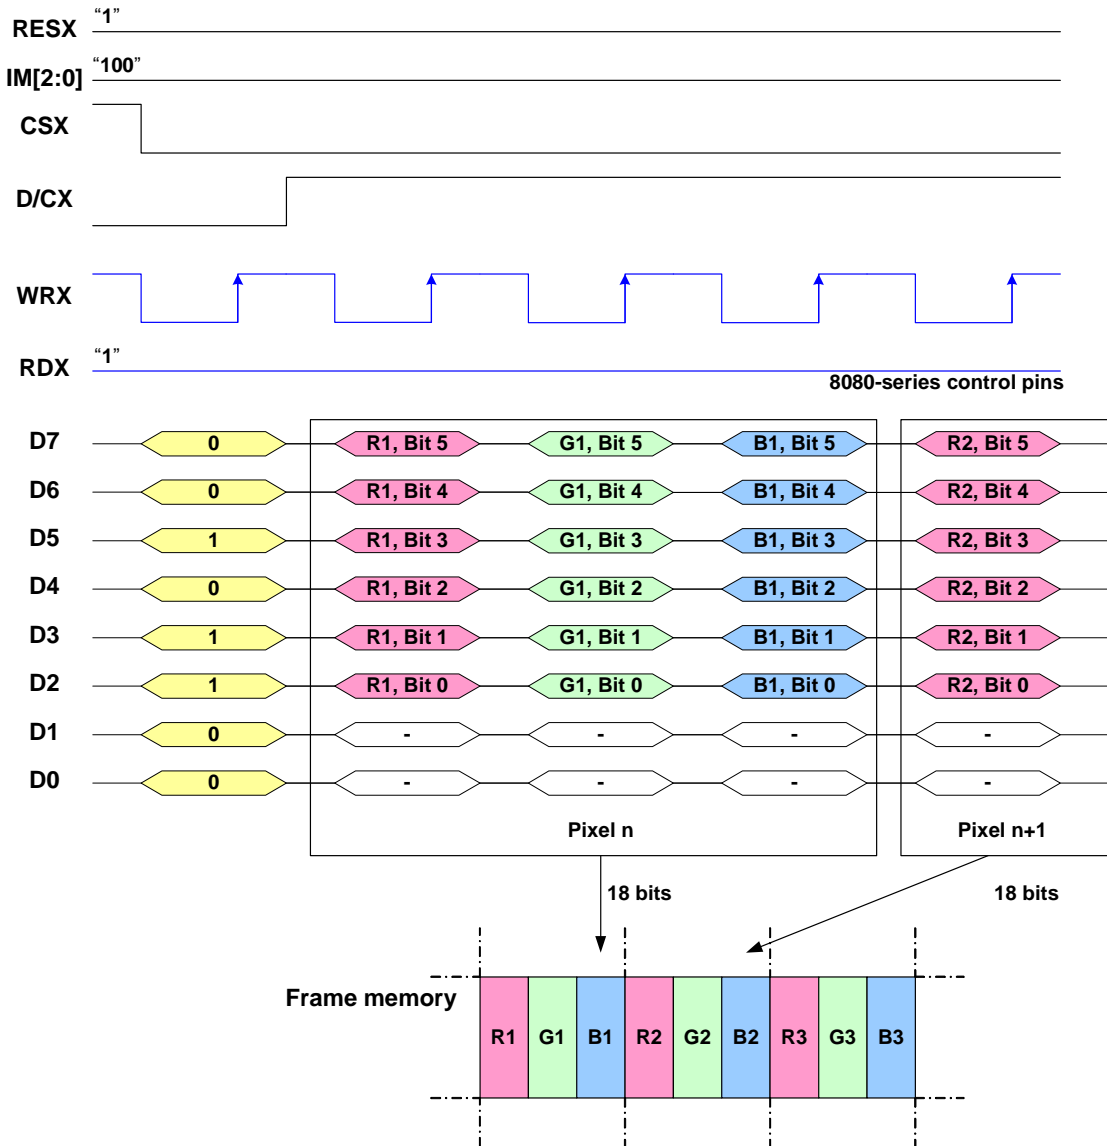 RESX "1"
IM[2:0] "100"
CSX
D/CX
WRX
RDX "1"
8080-series control pins
D7 0 R1, Bit 5 G1, Bit 5 B1, Bit 5 R2, Bit 5
D6 0 R1, Bit 4 G1, Bit 4 B1, Bit 4 R2, Bit 4
D5 1 R1, Bit 3 G1, Bit 3 B1, Bit 3 R2, Bit 3
D4 0 R1, Bit 2 G1, Bit 2 B1, Bit 2 R2, Bit 2
D3 1 R1, Bit 1 G1, Bit 1 B1, Bit 1 R2, Bit 1
D2 1 R1, Bit 0 G1, Bit 0 B1, Bit 0 R2, Bit 0
D1 0 - - - -
D0 0 - - - -
Pixel n Pixel n+1
18 bits 18 bits
Frame memory
R1 G1 B1 R2 G2 B2 R3 G3 B3